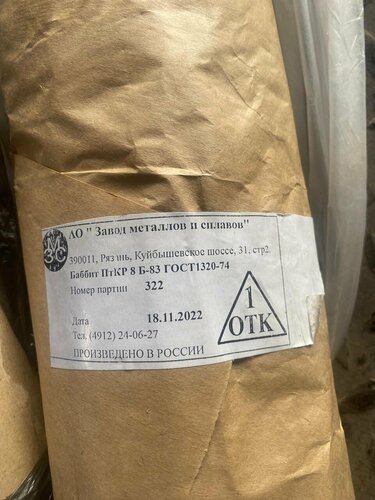 МЗС
АО " Завод металлов и сплавов"
390011, Рязань, Куйбышевское шоссе, 31, стр2
Баббит ПтКР 8 Б-83 ГОСТ1320-74
Номер партии 322
Дата 18.11.2022
Тел. (4912) 24-06-27
ПРОИЗВЕДЕНО В РОССИИ
1
ОТК